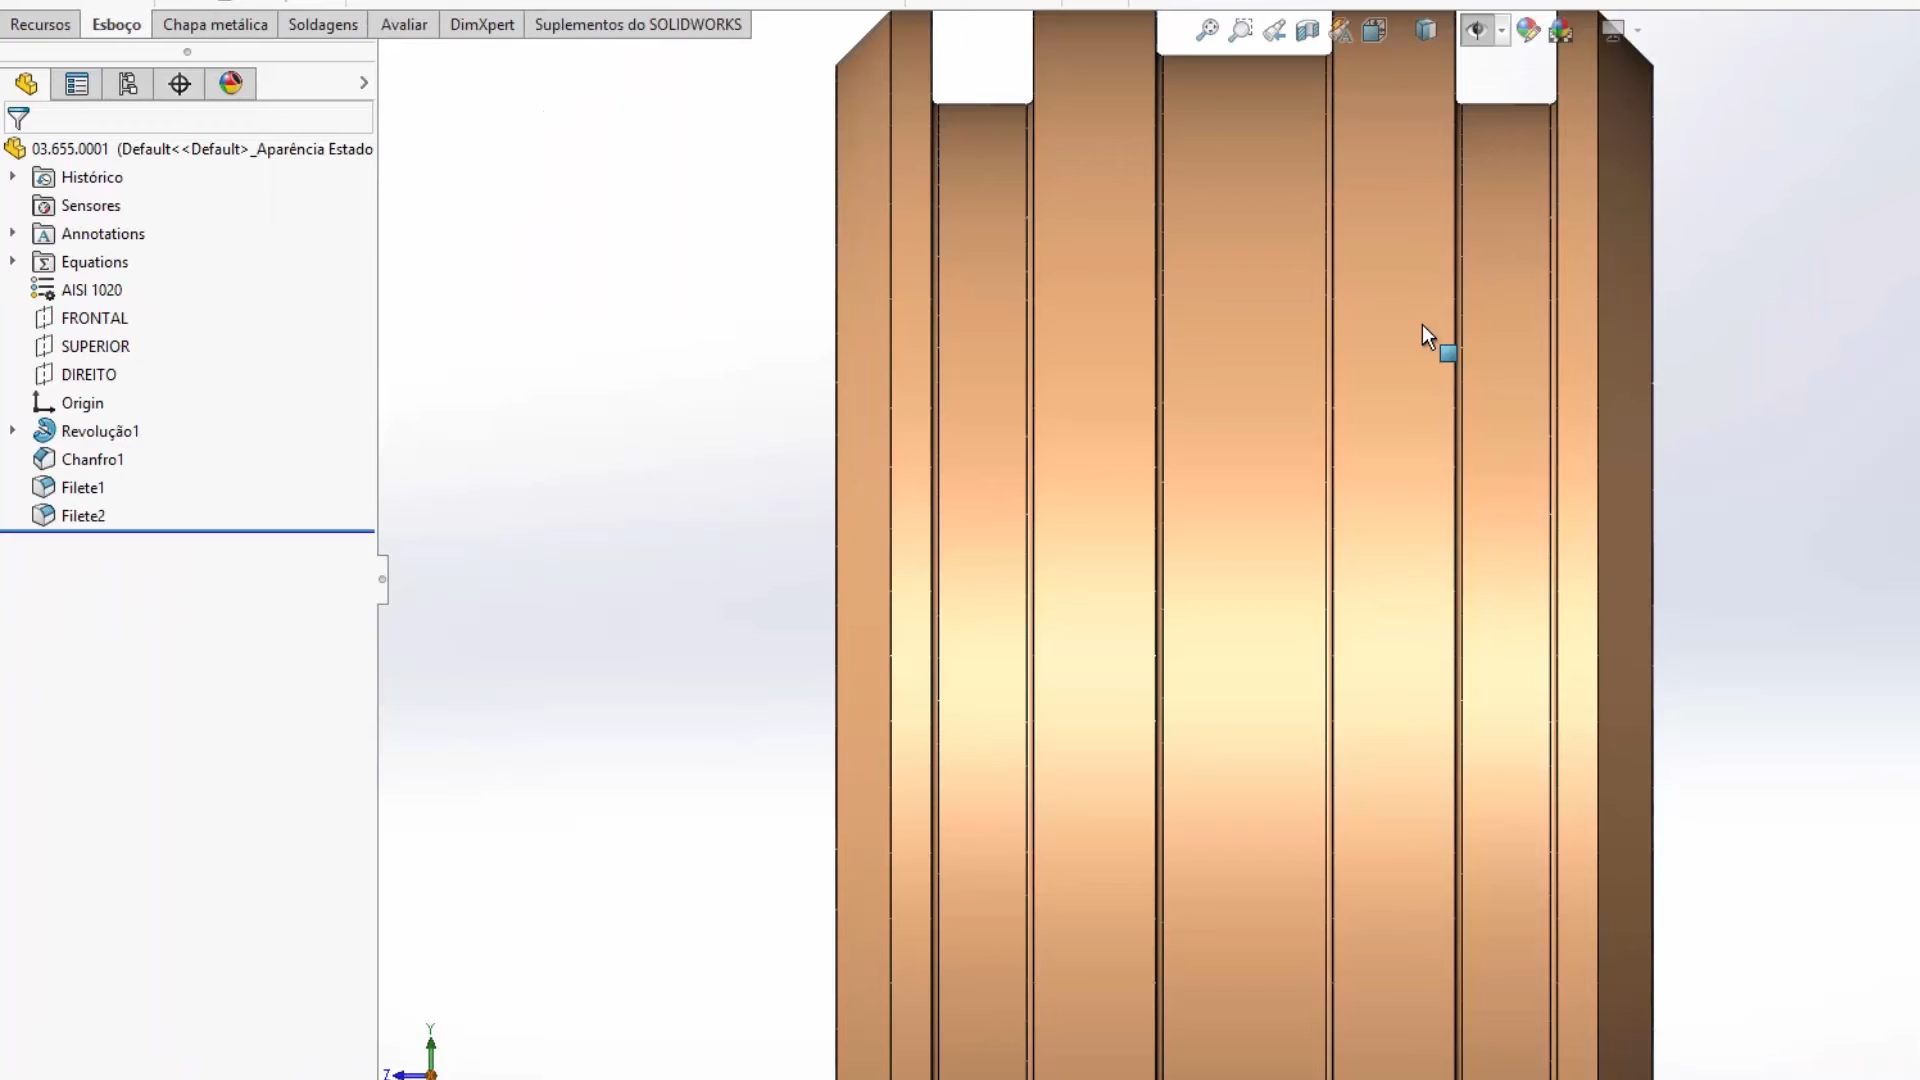 Recursos Esboço Chapa metálica Soldagens Avaliar DimXpert Suplementos do SOLIDWORKS
03.655.0001 (Default<<Default>_Aparência Estado
Histórico
Sensores
Annotations
Equations
AISI 1020
FRONTAL
SUPERIOR
DIREITO
Origin
Revolução1
Chanfro1
Filete1
Filete2
Y
Z